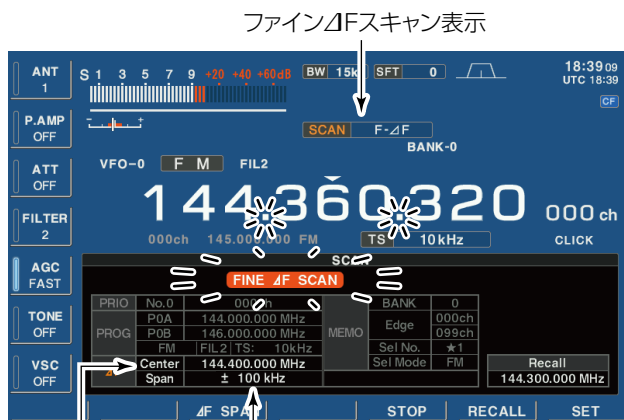 ファイン⊿Fスキャン表示
ANT 1
S 1 3 5 7 9 +20 +40 +60dB
BW 15k SFT 0
18:39 09
UTC 18:39
CF
P.AMP OFF
- +
SCAN F-⊿F
BANK-0
ATT OFF
VFO-0 FM FIL2
144.360.320 000 ch
FILTER 2
000ch 145.000.000 FM
TS 10kHz
CLICK
SCAN
AGC FAST
FINE ⊿F SCAN
PRIO No.0 000ch BANK 0
TONE OFF
PROG P0A 144.000.000 MHz MEMO Edge 000ch
P0B 146.000.000 MHz 099ch
FM FIL2 TS: 10kHz Sel No. ★1
VSC OFF
Center 144.400.000 MHz Sel Mode FM
Span ± 100 kHz
Recall
144.300.000 MHz
⊿F SPAN STOP RECALL SET